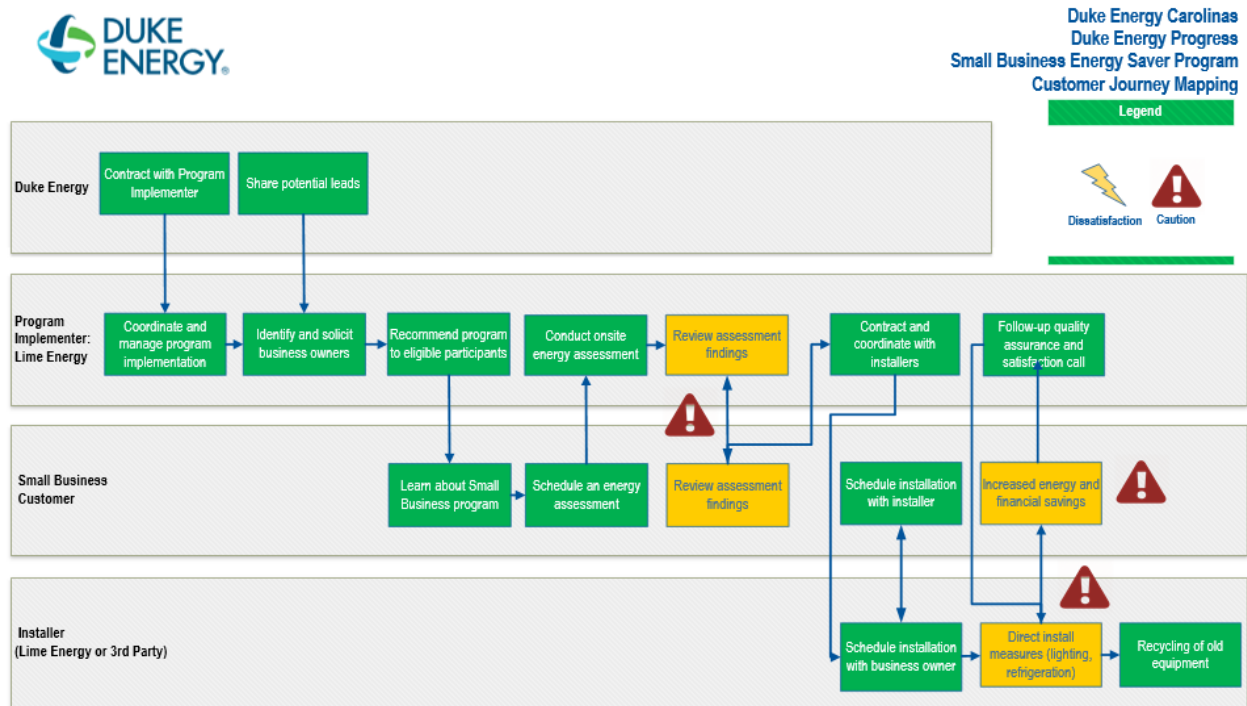 DUKE
ENERGY®
Duke Energy Carolinas
Duke Energy Progress
Small Business Energy Saver Program
Customer Journey Mapping
Legend
Dissatisfaction
Caution
Duke Energy
Contract with Program
Implementer
Share potential leads
Program
Implementer:
Lime Energy
Coordinate and
manage program
implementation
Identify and solicit
business owners
Recommend program
to eligible participants
Conduct onsite
energy assessment
Review assessment
findings
Contract and
coordinate with
installers
Follow-up quality
assurance and
satisfaction call
Small Business
Customer
Learn about Small
Business program
Schedule an energy
assessment
Review assessment
findings
Schedule installation
with installer
Increased energy and
financial savings
Installer
(Lime Energy or 3rd Party)
Schedule installation
with business owner
Direct install
measures (lighting,
refrigeration)
Recycling of old
equipment